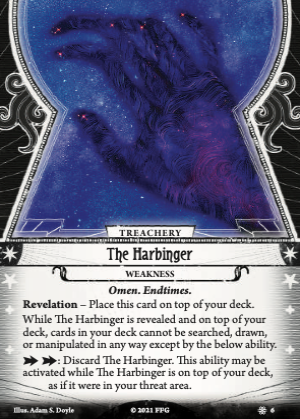 TREACHERY
The Harbinger
WEAKNESS
Omen. Endtimes.
Revelation – Place this card on top of your deck.
While The Harbinger is revealed and on top of your
deck, cards in your deck cannot be searched, drawn,
or manipulated in any way except by the below ability.
: Discard The Harbinger. This ability may be
activated while The Harbinger is on top of your deck,
as if it were in your threat area.
Illus. Adam S. Doyle
© 2021 FFG
6